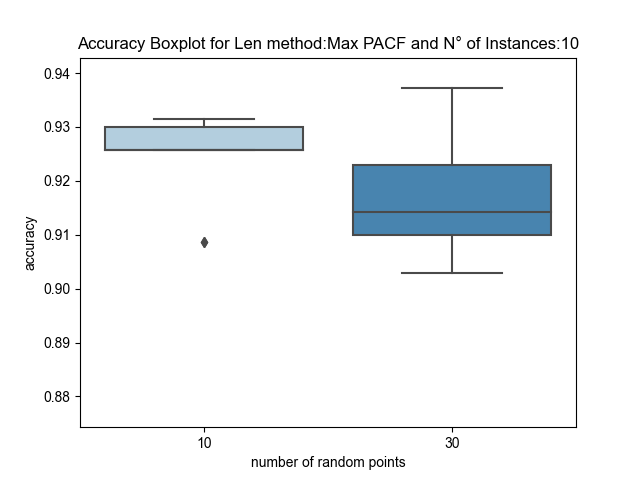 Accuracy Boxplot for Len method:Max PACF and N° of Instances:10
0.94
0.93
0.92
0.91
0.90
0.89
0.88
accuracy
10 30
number of random points